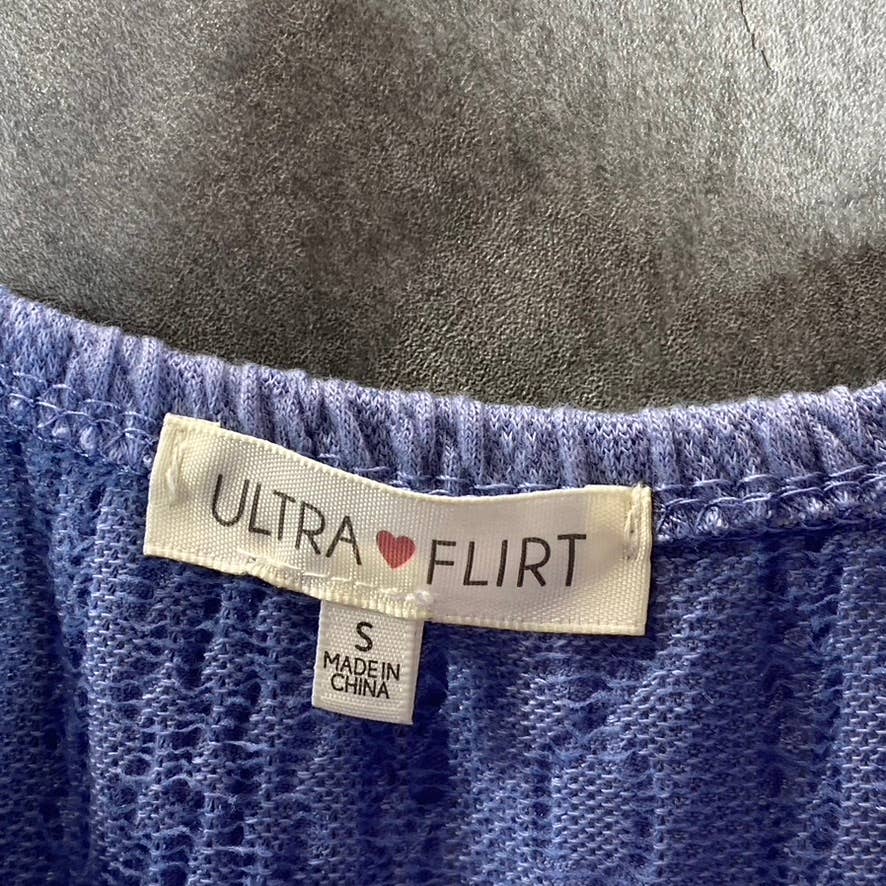 ULTRA ♥ FLIRT
S
MADE IN
CHINA